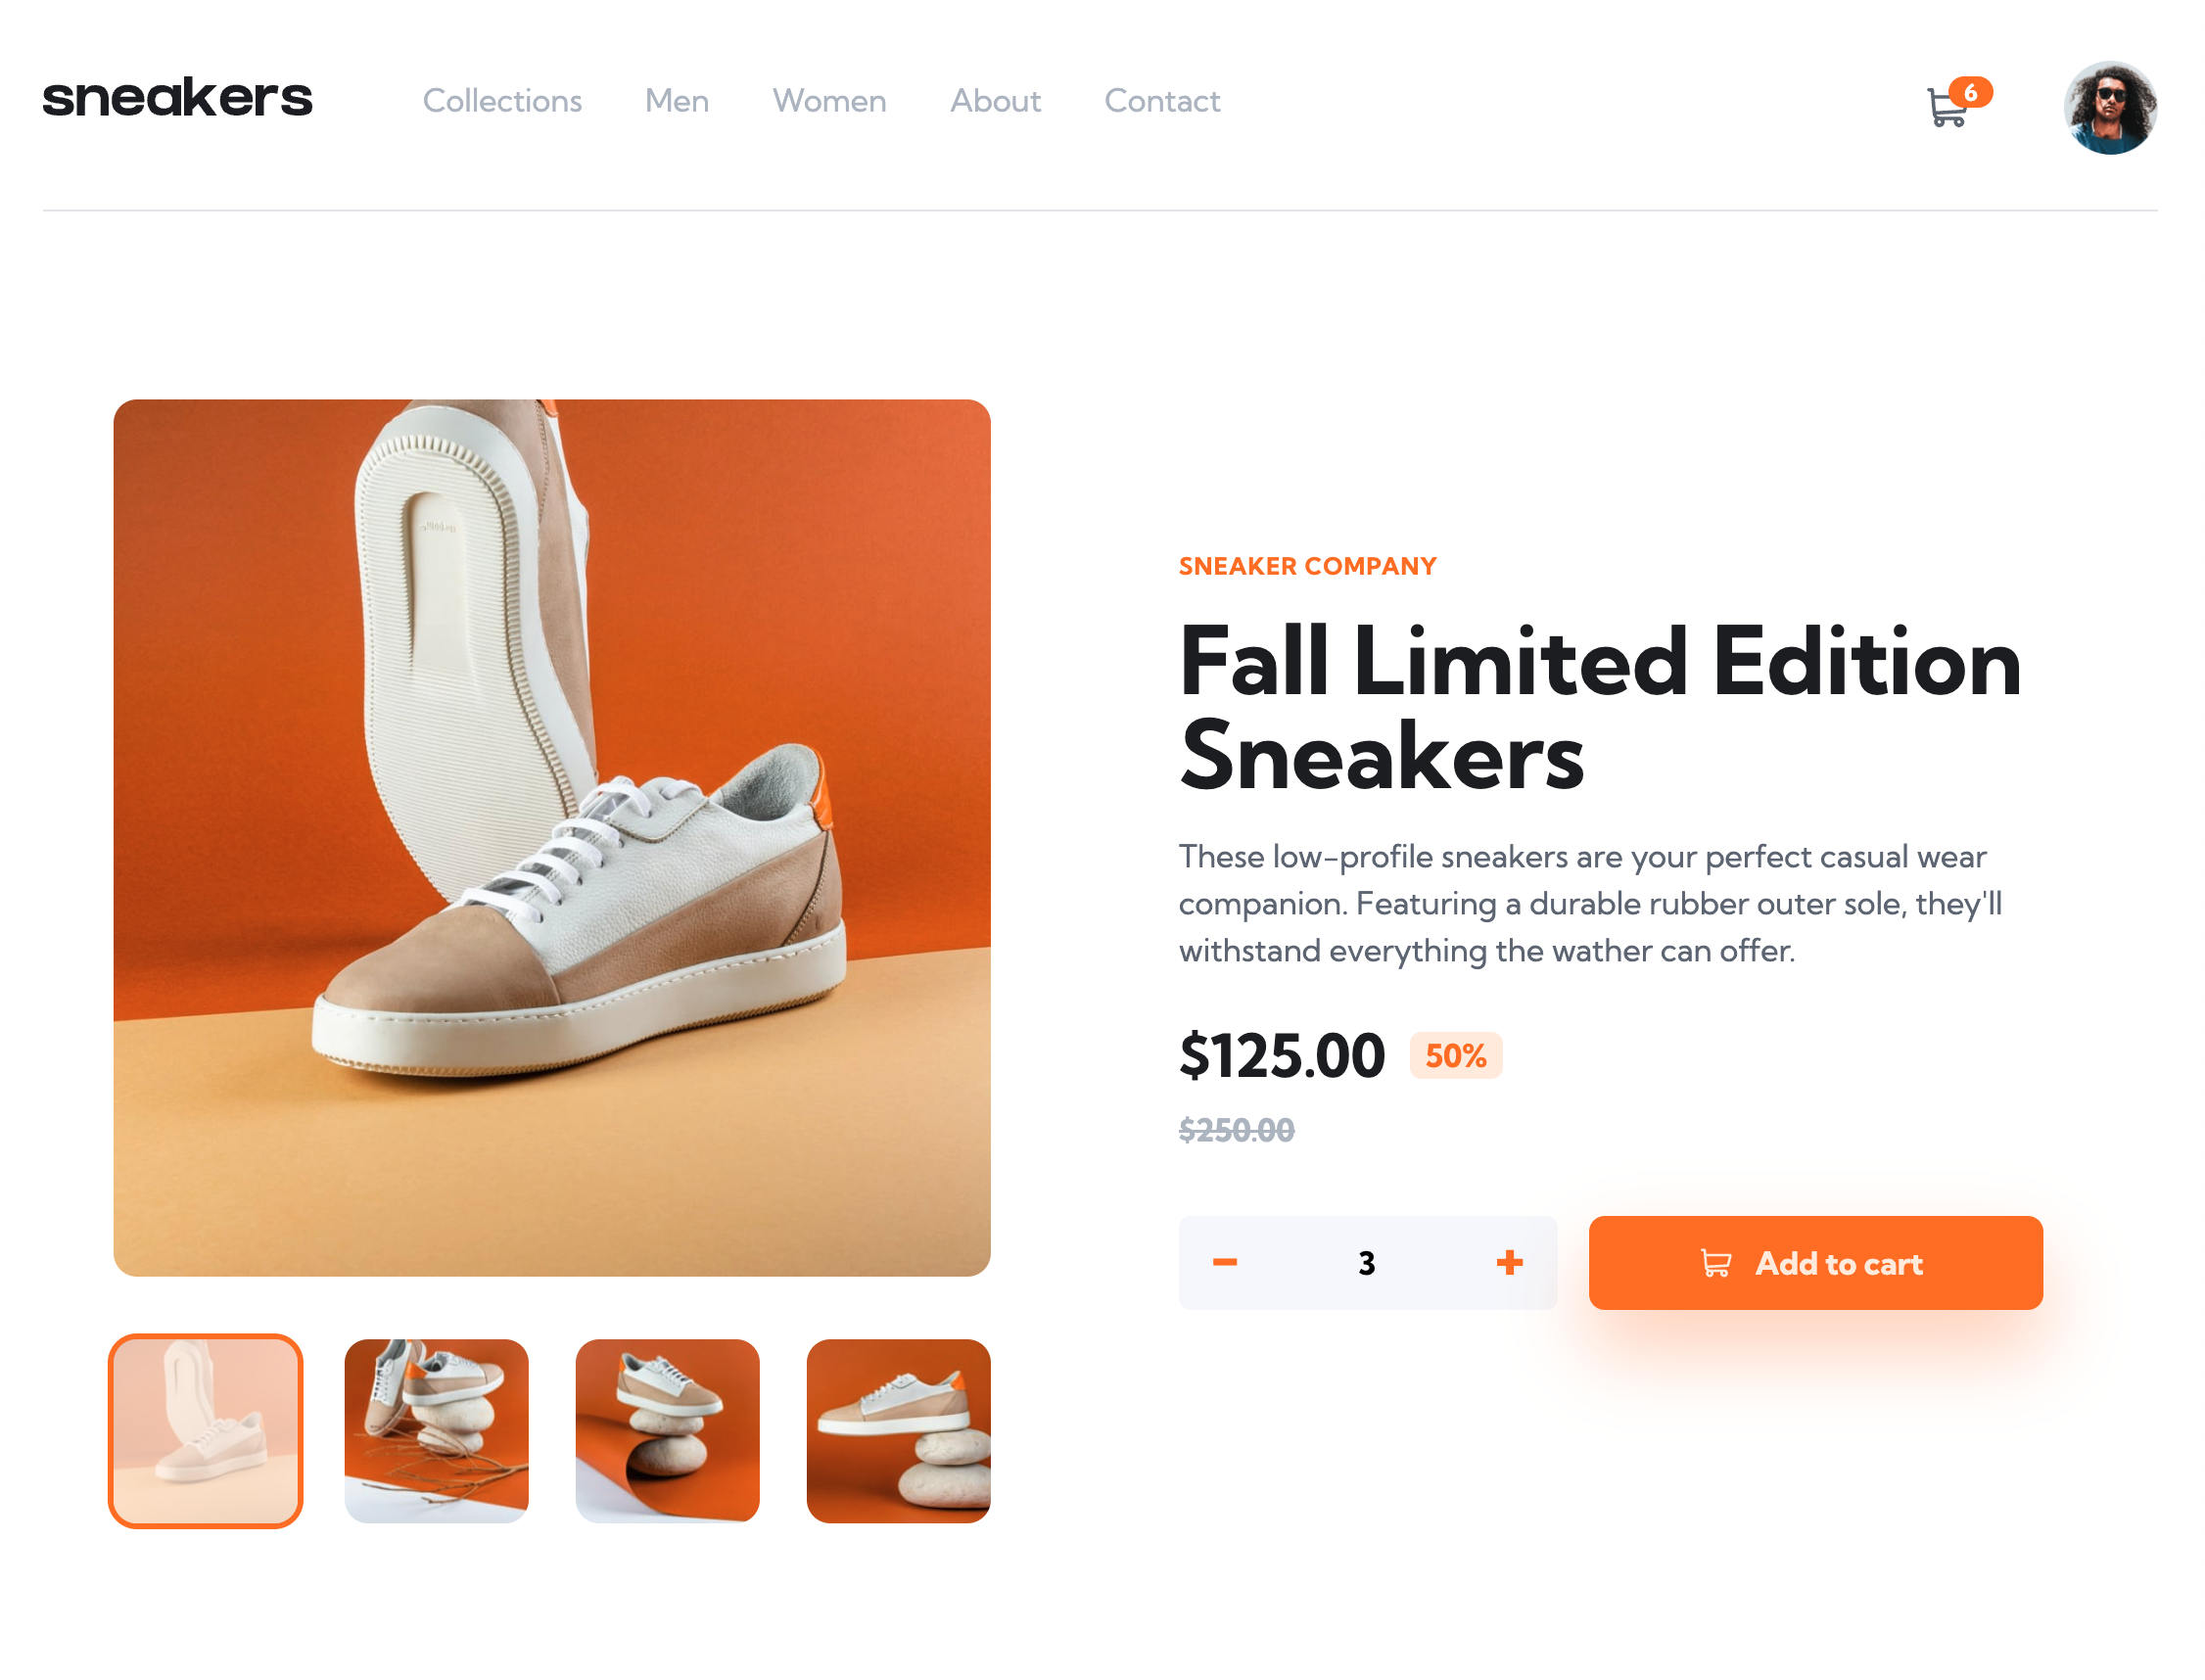 sneakers
Collections
Men
Women
About
Contact
6
SNEAKER COMPANY
Fall Limited Edition
Sneakers
These low-profile sneakers are your perfect casual wear
companion. Featuring a durable rubber outer sole, they'll
withstand everything the wather can offer.
$125.00
50%
$250.00
3
Add to cart